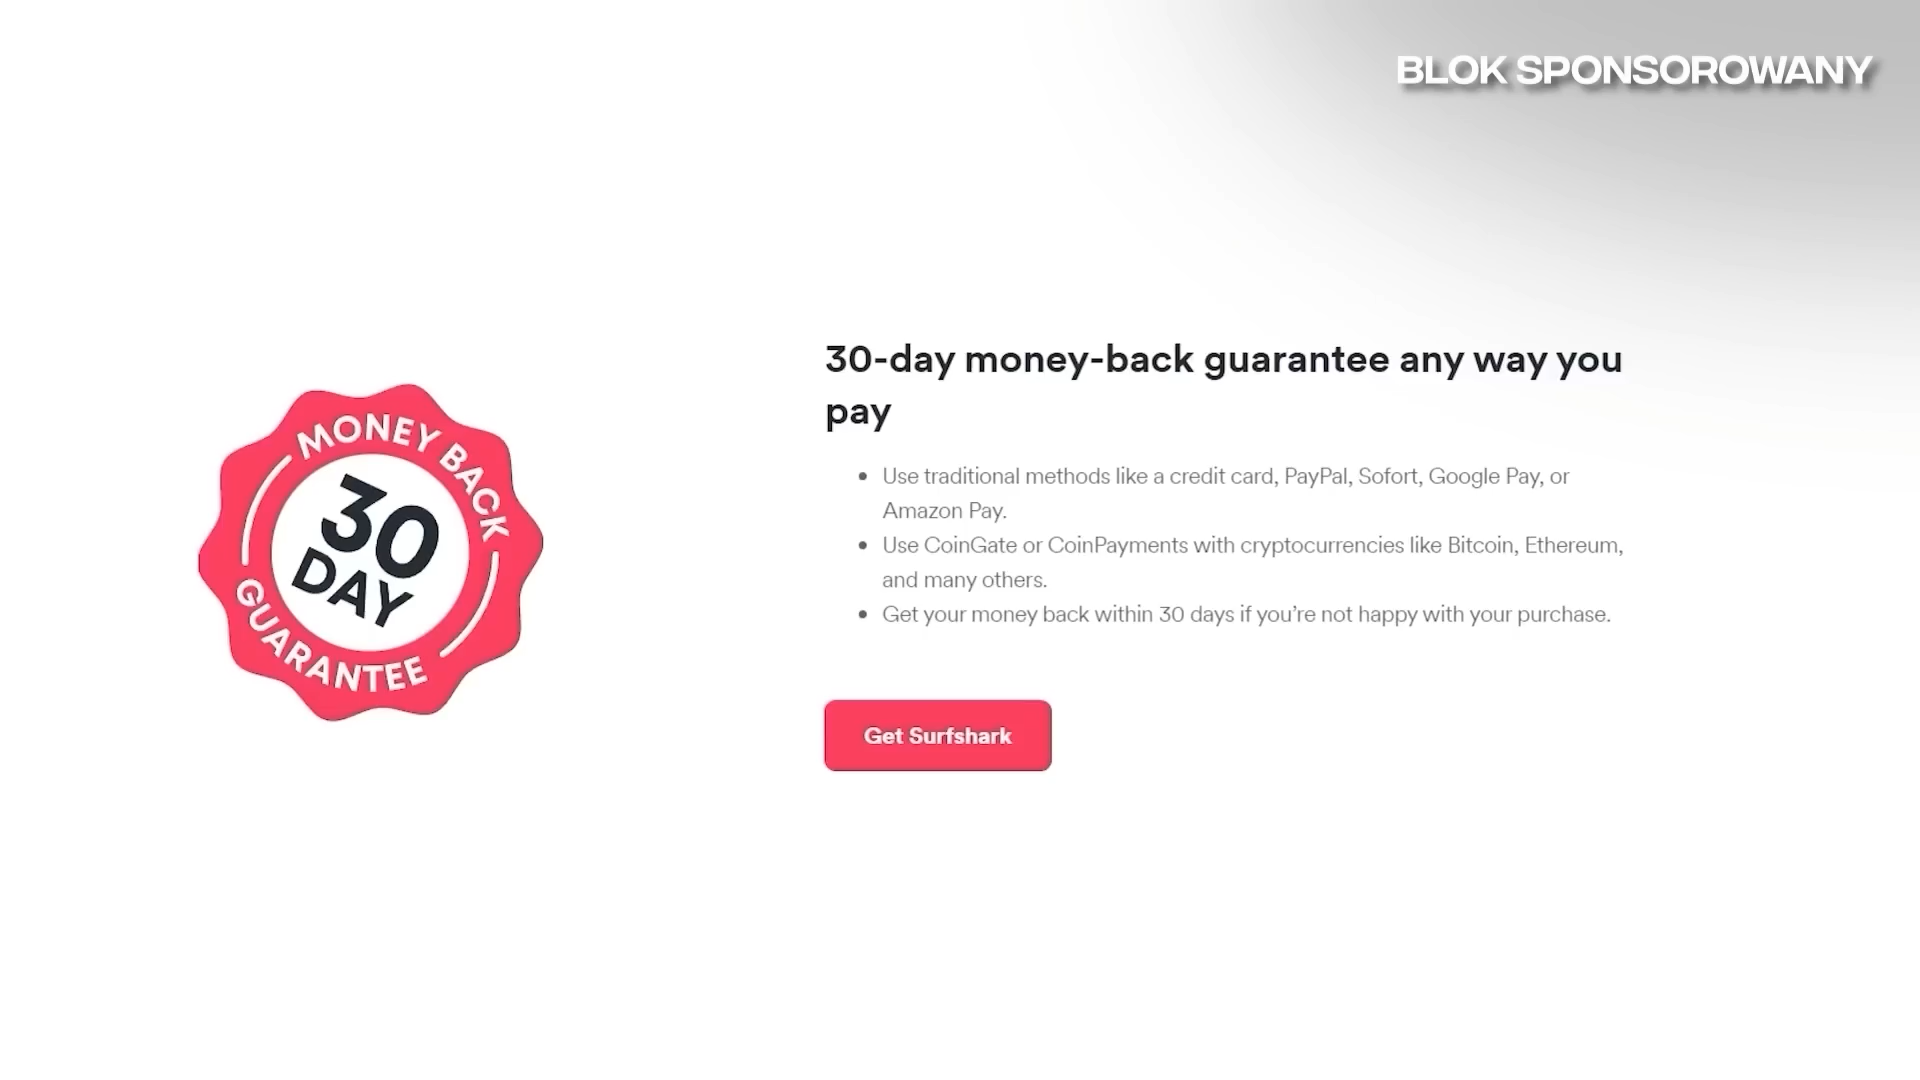 BLOK SPONSOROWANY
MONEY BACK
30
DAY
GUARANTEE
30-day money-back guarantee any way you
pay
• Use traditional methods like a credit card, PayPal, Sofort, Google Pay, or
Amazon Pay.
• Use CoinGate or CoinPayments with cryptocurrencies like Bitcoin, Ethereum,
and many others.
• Get your money back within 30 days if you’re not happy with your purchase.
Get Surfshark